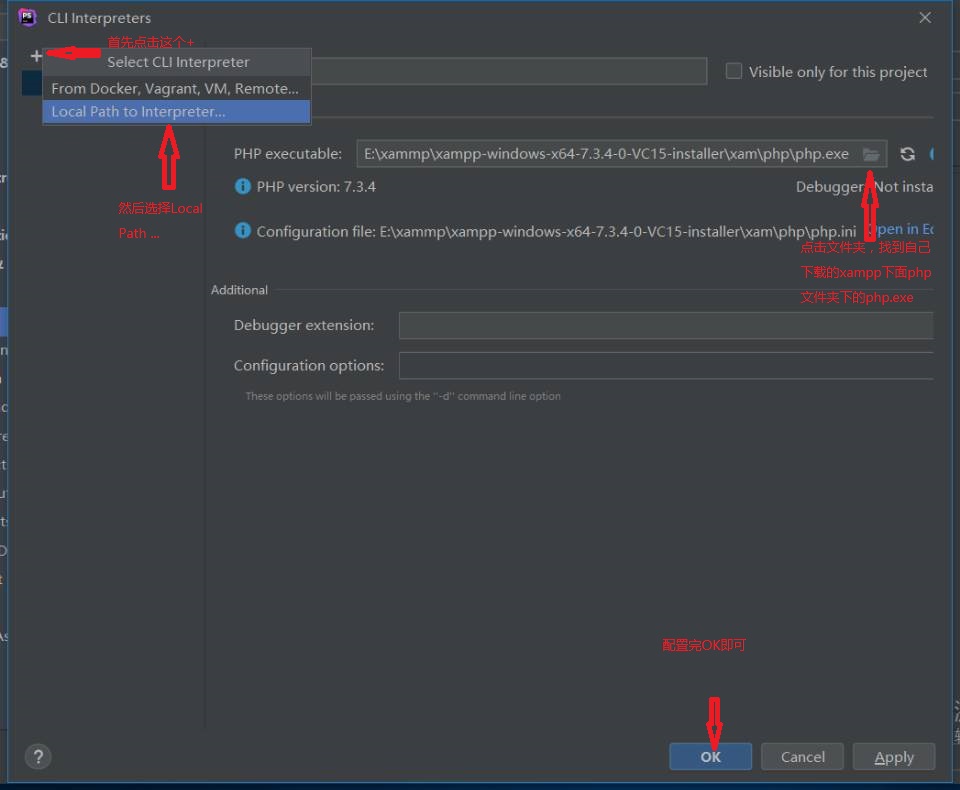 CLI Interpreters
首先点击这个+
Select CLI Interpreter
Visible only for this project
From Docker, Vagrant, VM, Remote...
Local Path to Interpreter...
PHP executable: E:\xammp\xampp-windows-x64-7.3.4-0-VC15-installer\xam\php\php.exe
PHP version: 7.3.4
Debugger: Not insta
然后选择Local
Path ...
Configuration file: E:\xammp\xampp-windows-x64-7.3.4-0-VC15-installer\xam\php\php.ini
Open in Ed
点击文件夹，找到自己
下载的xampp下面php
文件夹下的php.exe
Additional
Debugger extension:
Configuration options:
These options will be passed using the "-d" command line option
配置完OK即可
?
OK
Cancel
Apply